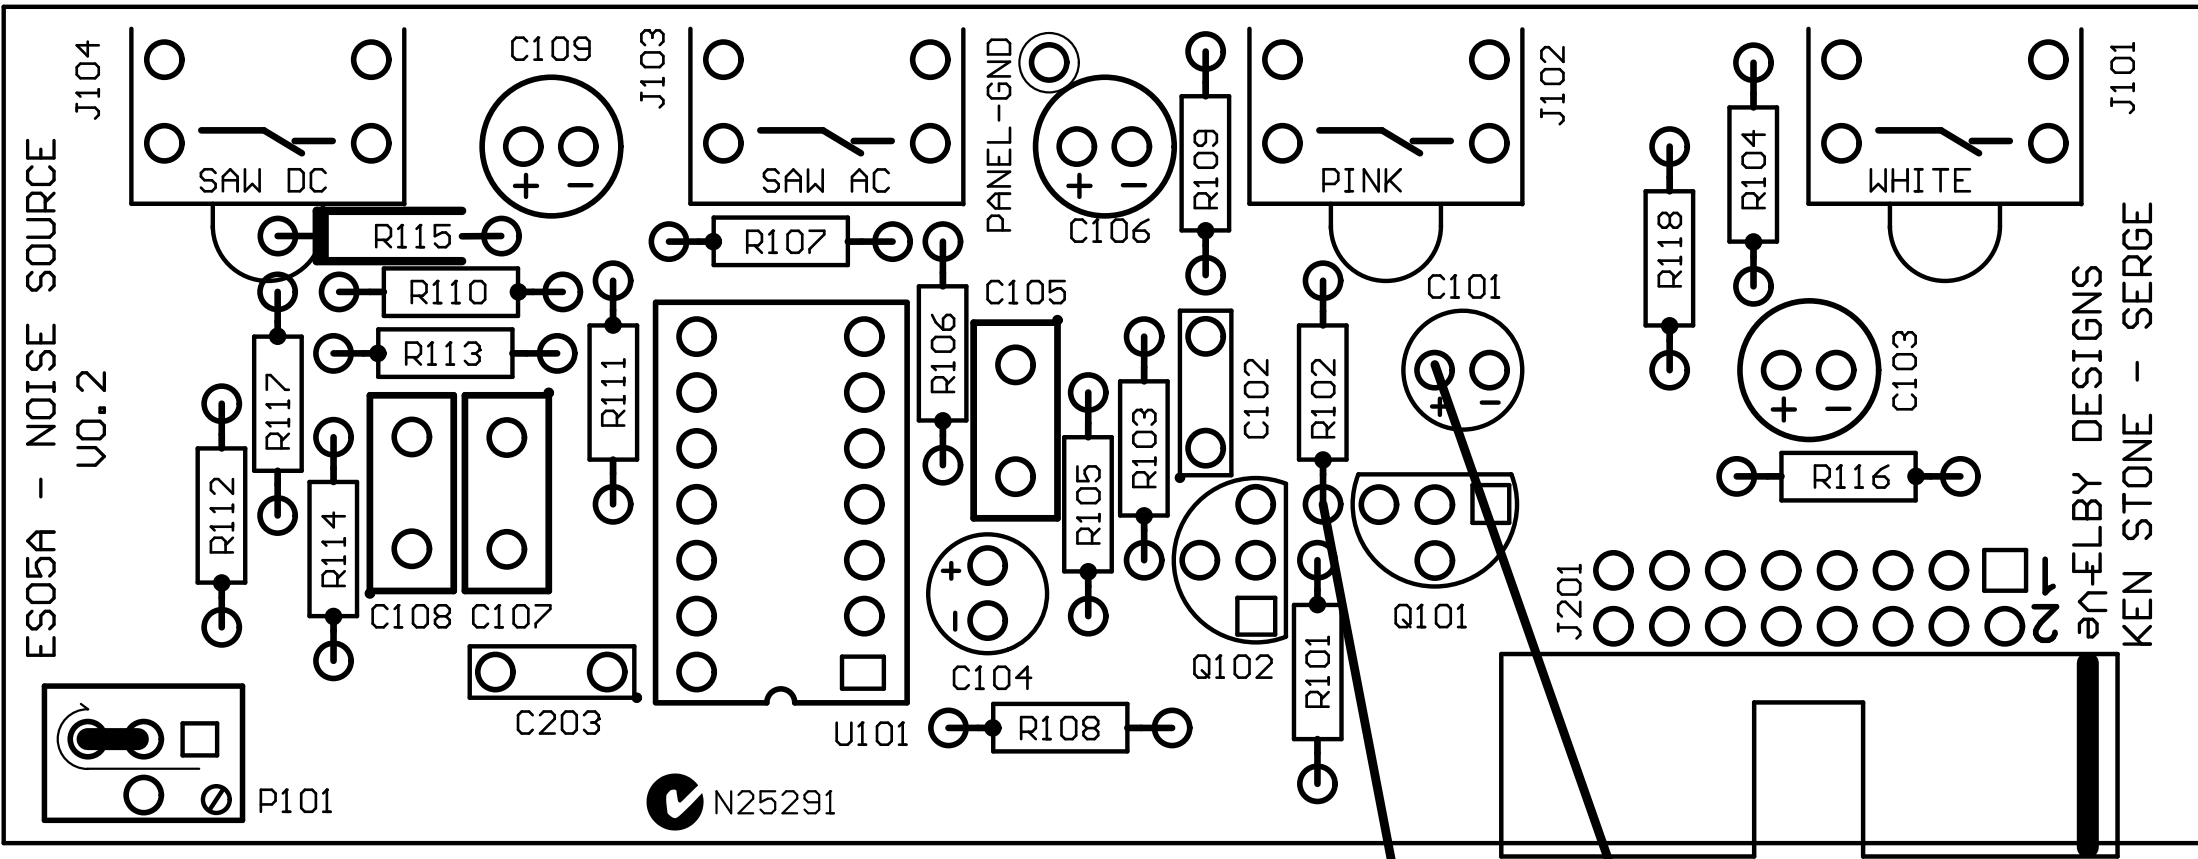 J104
C109
J103
PANEL-GND
R109
J102
R104
J101
SAW DC
+ −
SAW AC
+ −
PINK
R118
WHITE
R115
R107
C106
R110
R106
C105
C101
R113
R111
C102
R102
+ −
+ −
C103
R117
R103
R116
R112
R114
R105
C108
C107
+
−
Q101
J201
1
2
C203
C104
Q102
R101
U101
R108
P101
N25291
ES05A - NOISE SOURCE
V0.2
ELBY DESIGNS
KEN STONE - SERGE